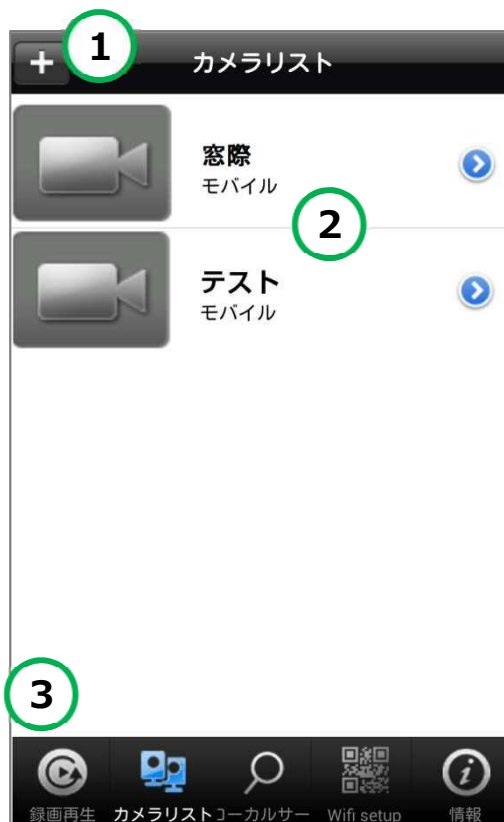 1
+
カメラリスト
窓際
モバイル
2
テスト
モバイル
3
録画再生
カメラリスト
コーカルサー
Wifi setup
情報